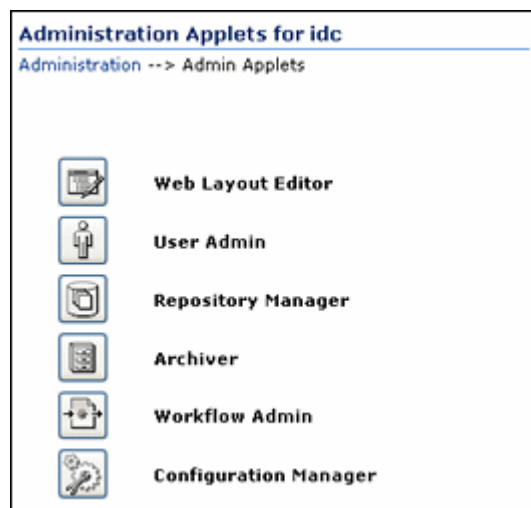 Administration Applets for idc
Administration --> Admin Applets
Web Layout Editor
User Admin
Repository Manager
Archiver
Workflow Admin
Configuration Manager